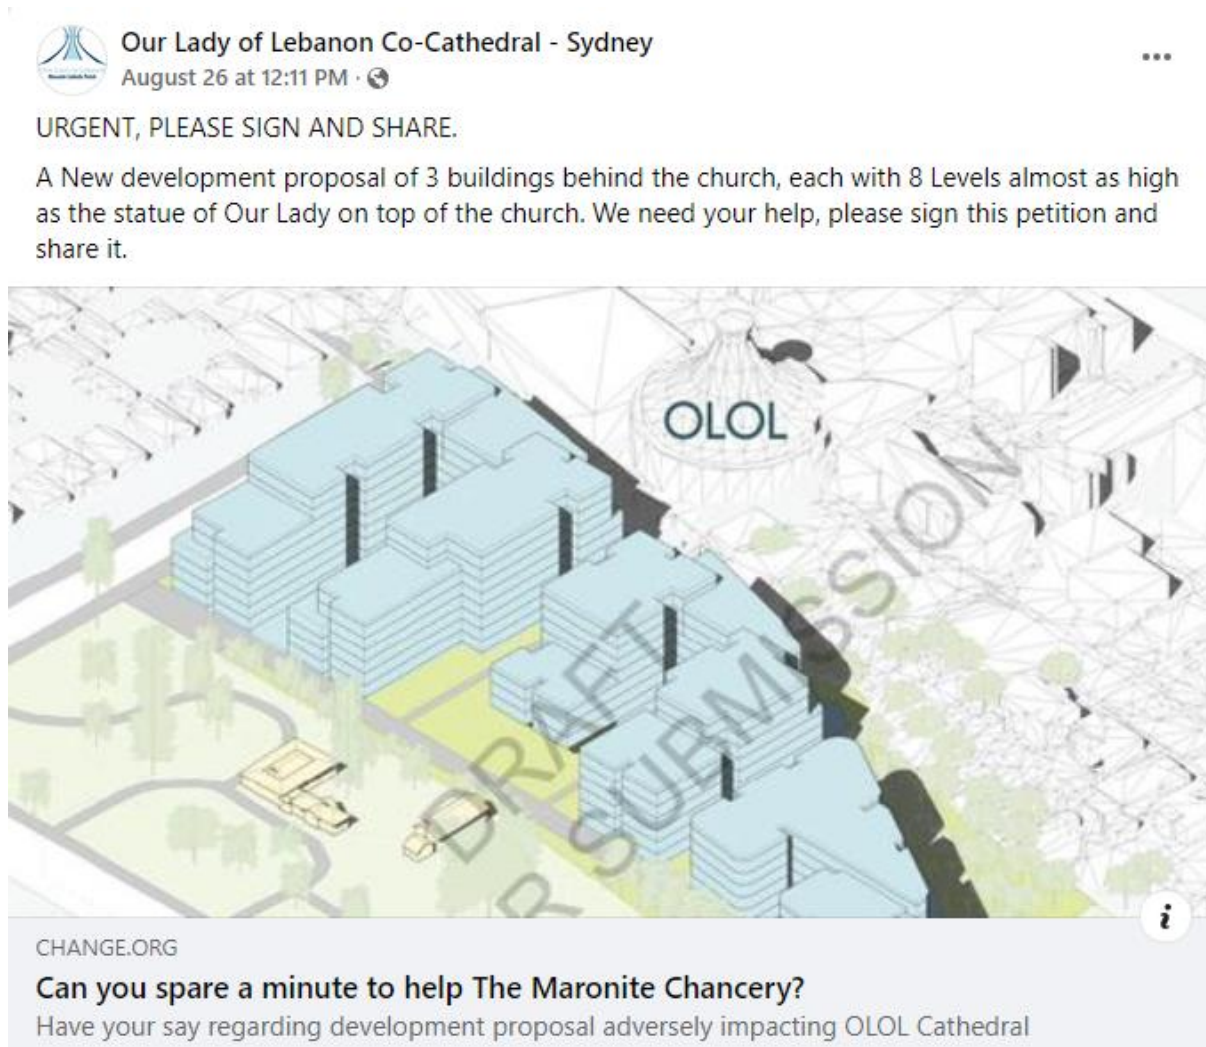 Our Lady of Lebanon Co-Cathedral - Sydney
August 26 at 12:11 PM ·
URGENT, PLEASE SIGN AND SHARE.
A New development proposal of 3 buildings behind the church, each with 8 Levels almost as high
as the statue of Our Lady on top of the church. We need your help, please sign this petition and
share it.
OLOL
DRAFT
SUBMISSION
CHANGE.ORG
Can you spare a minute to help The Maronite Chancery?
Have your say regarding development proposal adversely impacting OLOL Cathedral